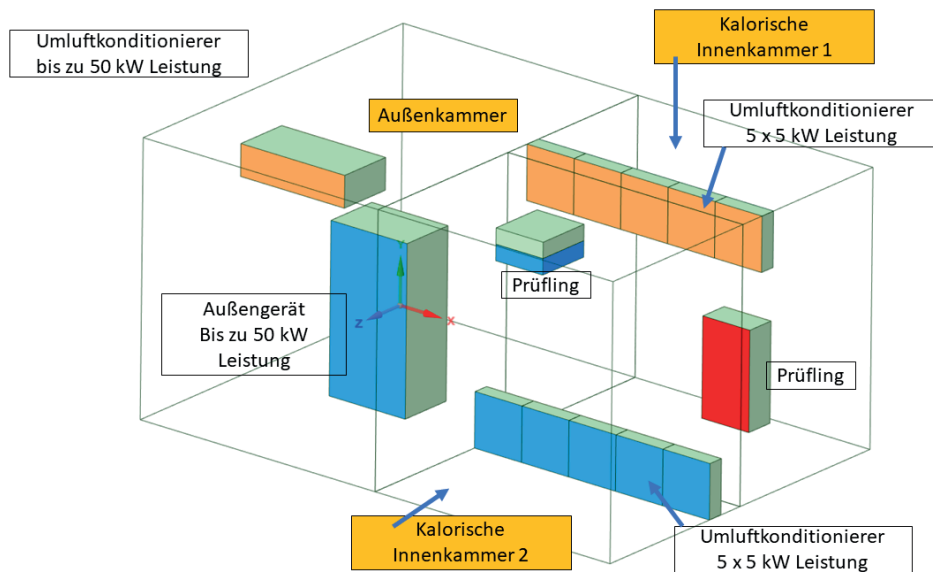 Umluftkonditionierer
bis zu 50 kW Leistung
Kalorische
Innenkammer 1
Außenkammer
Umluftkonditionierer
5 x 5 kW Leistung
Prüfling
Y
Z
X
Außengerät
Bis zu 50 kW
Leistung
Prüfling
Kalorische
Innenkammer 2
Umluftkonditionierer
5 x 5 kW Leistung